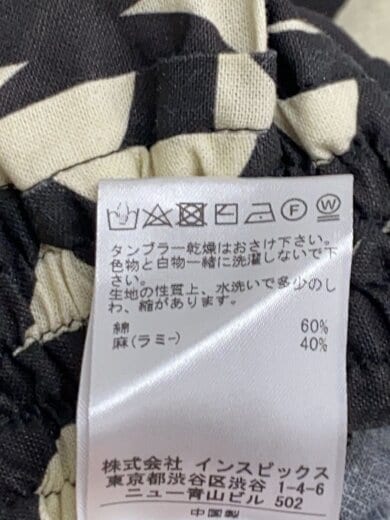 タンブラー乾燥はおさけ下さい。
色物と白物一緒に洗濯しないで下
さい。
生地の性質上、水洗いで多少のし
わ、縮があります。
綿 60%
麻(ラミー) 40%
株式会社 インスピックス
東京都渋谷区渋谷 1-4-6
ニュー青山ビル 502
中国製